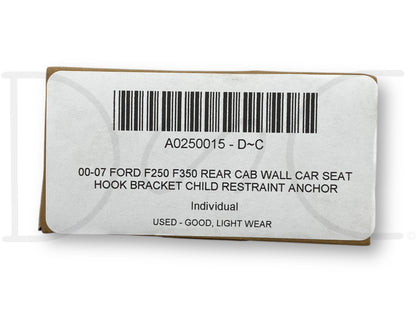 A0250015 - D~C
00-07 FORD F250 F350 REAR CAB WALL CAR SEAT
HOOK BRACKET CHILD RESTRAINT ANCHOR
Individual
USED - GOOD, LIGHT WEAR